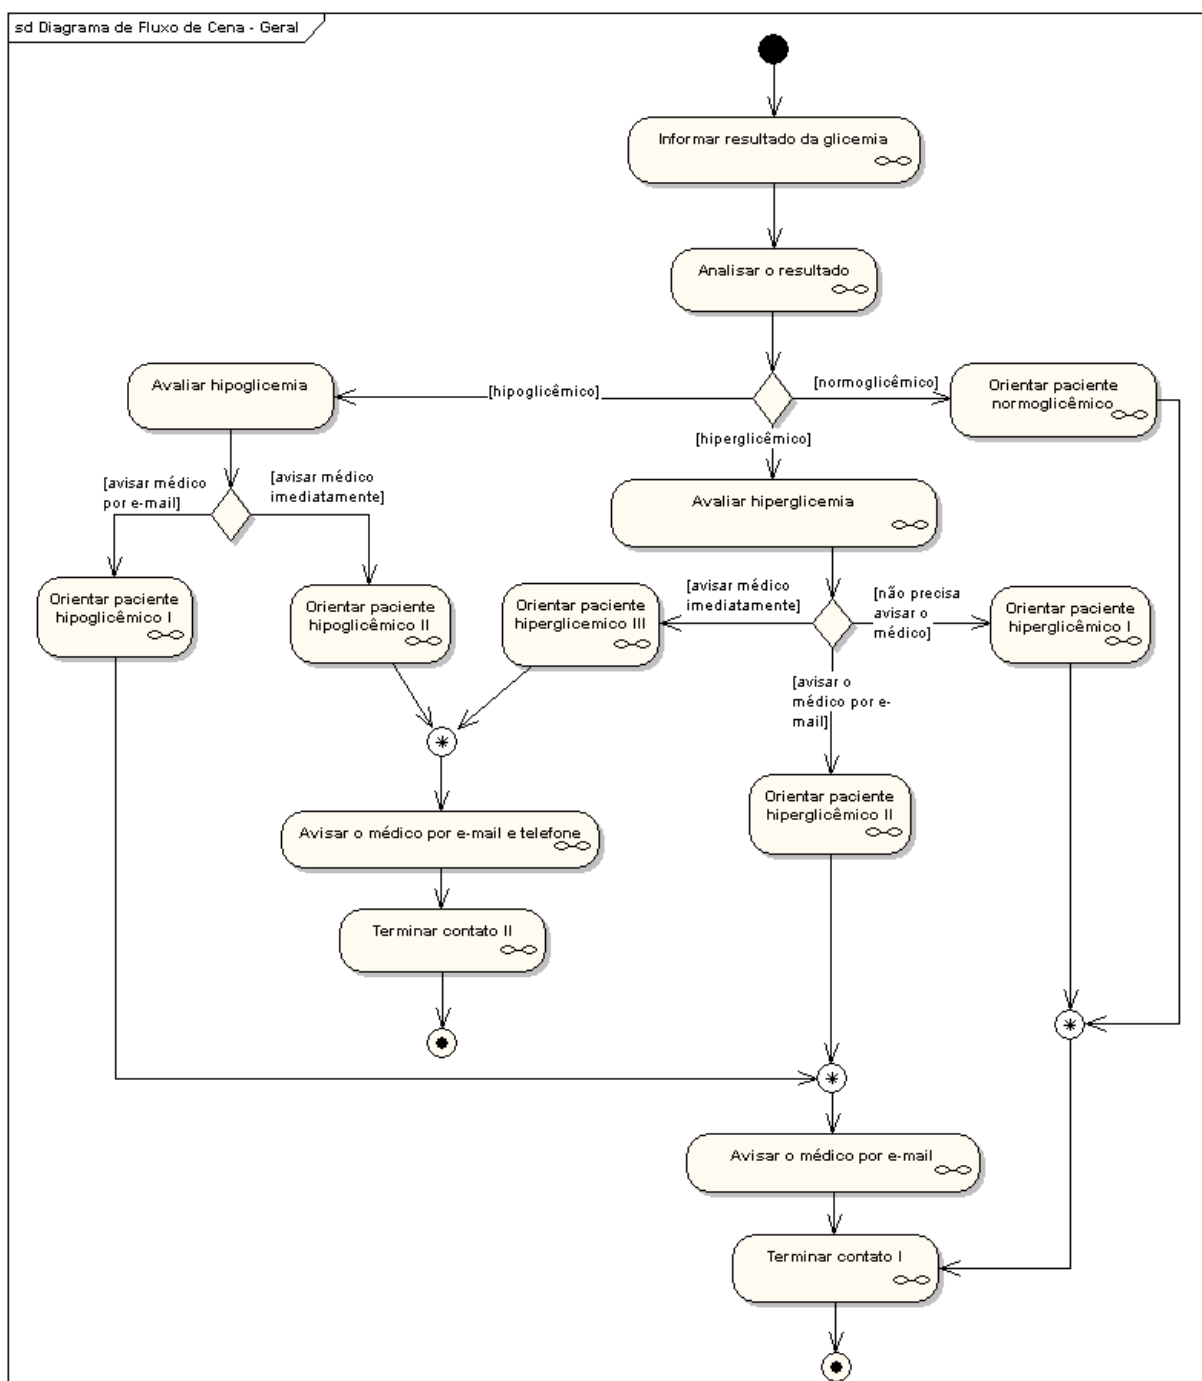 sd Diagrama de Fluxo de Cena - Geral
Informar resultado da glicemia
Analisar o resultado
Avaliar hipoglicemia
[hipoglicêmico]
[normoglicêmico]
Orientar paciente
normoglicêmico
[hiperglicêmico]
[avisar médico
por e-mail]
[avisar médico
imediatamente]
Avaliar hiperglicemia
Orientar paciente
hipoglicêmico I
Orientar paciente
hipoglicêmico II
Orientar paciente
hiperglicemico III
[avisar médico
imediatamente]
[não precisa
avisar o
médico]
Orientar paciente
hiperglicêmico I
[avisar o
médico por e-
mail]
Orientar paciente
hiperglicêmico II
Avisar o médico por e-mail e telefone
Terminar contato II
Avisar o médico por e-mail
Terminar contato I